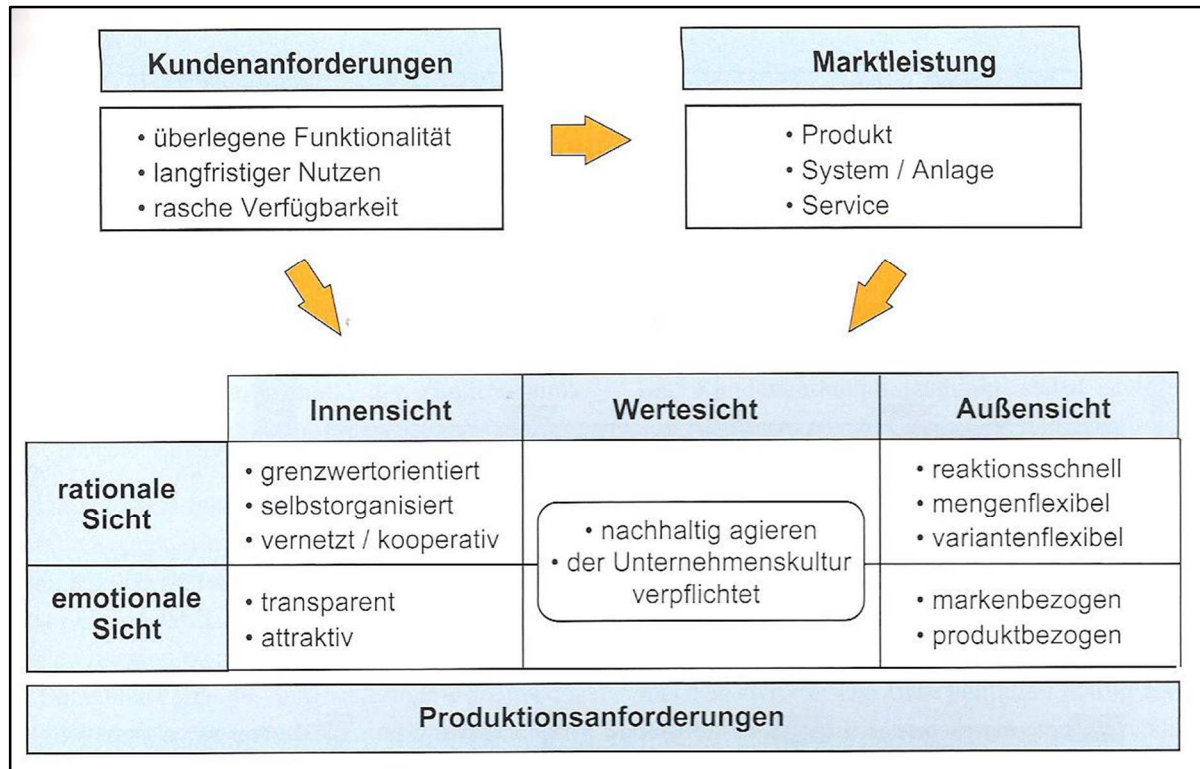 Kundenanforderungen
• überlegene Funktionalität
• langfristiger Nutzen
• rasche Verfügbarkeit
Marktleistung
• Produkt
• System / Anlage
• Service
Innensicht
Wertesicht
Außensicht
rationale
Sicht
• grenzwertorientiert
• selbstorganisiert
• vernetzt / kooperativ
• nachhaltig agieren
• der Unternehmenskultur
verpflichtet
• reaktionsschnell
• mengenflexibel
• variantenflexibel
emotionale
Sicht
• transparent
• attraktiv
• markenbezogen
• produktbezogen
Produktionsanforderungen